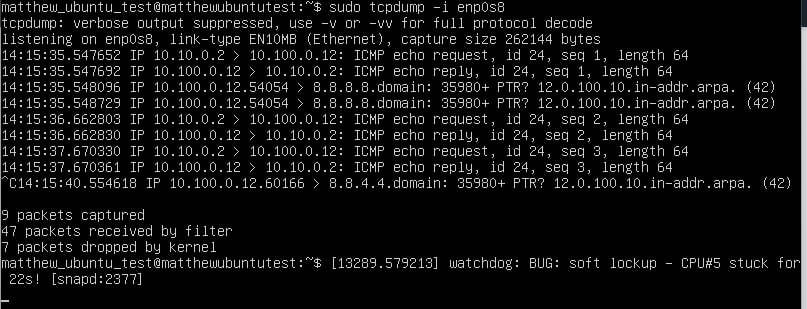 matthew_ubuntu_test@matthewubuntutest:~$ sudo tcpdump -i enp0s8
tcpdump: verbose output suppressed, use -v or -vv for full protocol decode
listening on enp0s8, link-type EN10MB (Ethernet), capture size 262144 bytes
14:15:35.547652 IP 10.10.0.2 > 10.100.0.12: ICMP echo request, id 24, seq 1, length 64
14:15:35.547692 IP 10.100.0.12 > 10.10.0.2: ICMP echo reply, id 24, seq 1, length 64
14:15:35.548096 IP 10.100.0.12.54054 > 8.8.8.8.domain: 35980+ PTR? 12.0.100.10.in-addr.arpa. (42)
14:15:35.548729 IP 10.100.0.12.54054 > 8.8.8.8.domain: 35980+ PTR? 12.0.100.10.in-addr.arpa. (42)
14:15:36.662803 IP 10.10.0.2 > 10.100.0.12: ICMP echo request, id 24, seq 2, length 64
14:15:36.662830 IP 10.100.0.12 > 10.10.0.2: ICMP echo reply, id 24, seq 2, length 64
14:15:37.670330 IP 10.10.0.2 > 10.100.0.12: ICMP echo request, id 24, seq 3, length 64
14:15:37.670361 IP 10.100.0.12 > 10.10.0.2: ICMP echo reply, id 24, seq 3, length 64
^C14:15:40.554618 IP 10.100.0.12.60166 > 8.8.4.4.domain: 35980+ PTR? 12.0.100.10.in-addr.arpa. (42)
9 packets captured
47 packets received by filter
7 packets dropped by kernel
matthew_ubuntu_test@matthewubuntutest:~$ [13289.579213] watchdog: BUG: soft lockup - CPU#5 stuck for
22s! [snapd:2377]